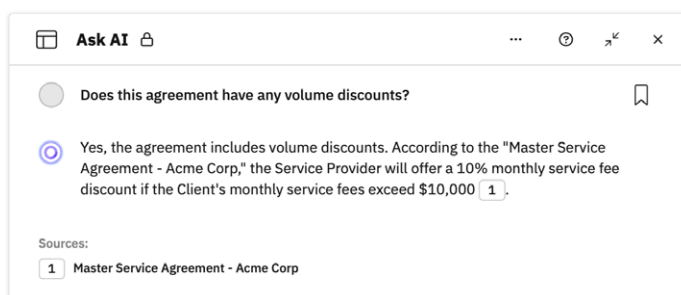 Ask AI
Does this agreement have any volume discounts?
Yes, the agreement includes volume discounts. According to the "Master Service
Agreement - Acme Corp," the Service Provider will offer a 10% monthly service fee
discount if the Client's monthly service fees exceed $10,000 1.
Sources:
1 Master Service Agreement - Acme Corp